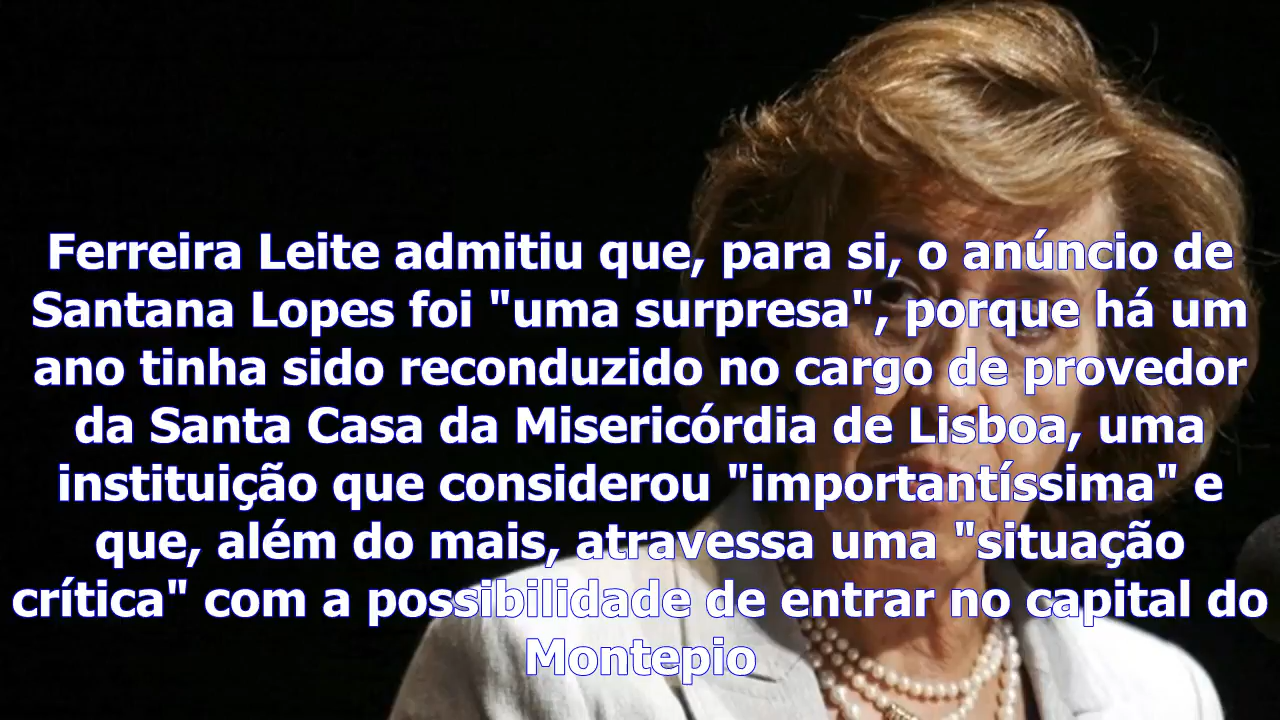 Ferreira Leite admitiu que, para si, o anúncio de
Santana Lopes foi "uma surpresa", porque há um
ano tinha sido reconduzido no cargo de provedor
da Santa Casa da Misericórdia de Lisboa, uma
instituição que considerou "importantíssima" e
que, além do mais, atravessa uma "situação
crítica" com a possibilidade de entrar no capital do
Montepio